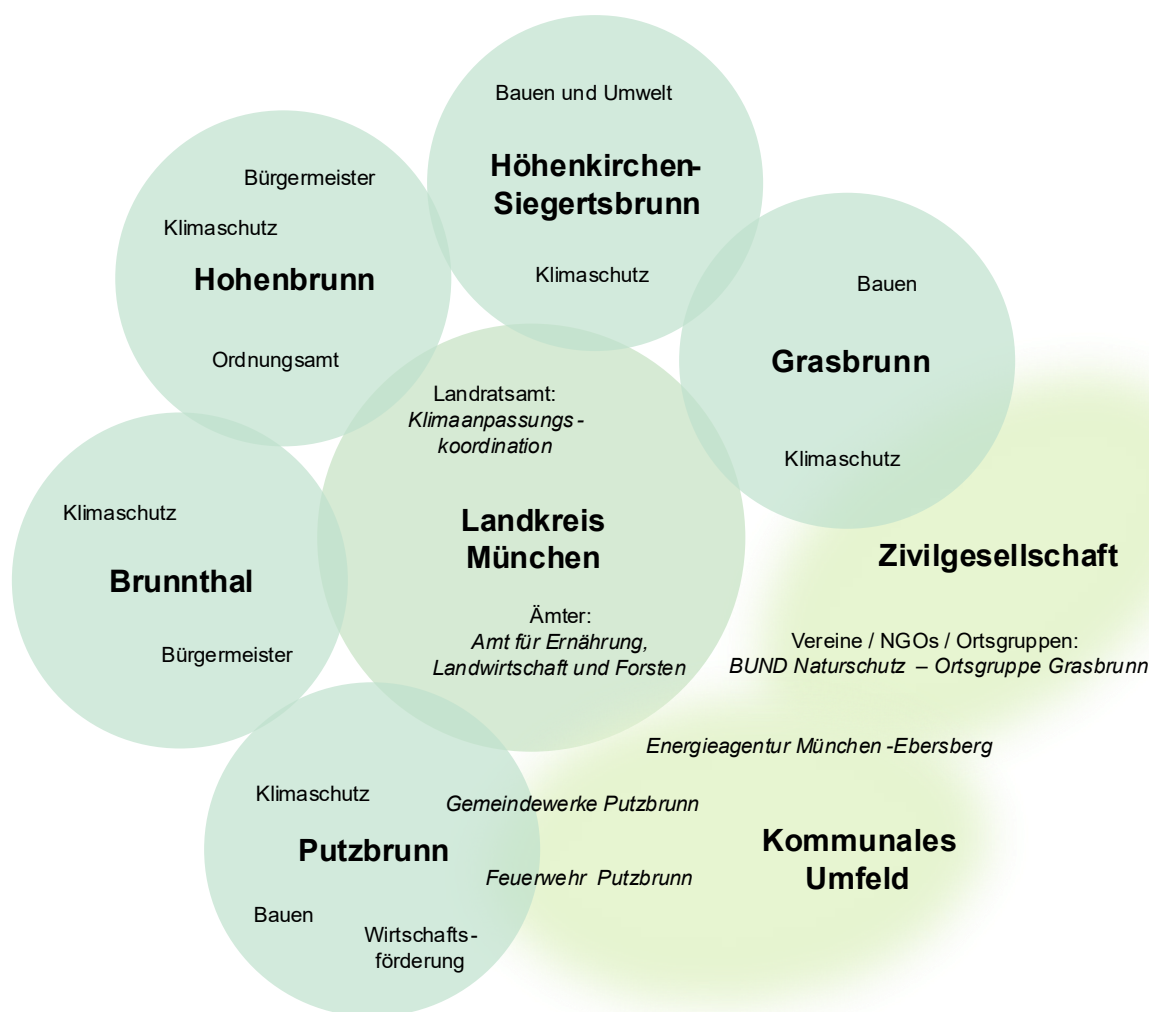 Bauen und Umwelt
Höhenkirchen-
Siegertsbrunn
Klimaschutz
Bürgermeister
Klimaschutz
Hohenbrunn
Ordnungsamt
Bauen
Grasbrunn
Klimaschutz
Landratsamt:
Klimaanpassungs-
koordination
Landkreis
München
Ämter:
Amt für Ernährung,
Landwirtschaft und Forsten
Klimaschutz
Brunnthal
Bürgermeister
Zivilgesellschaft
Vereine / NGOs / Ortsgruppen:
BUND Naturschutz – Ortsgruppe Grasbrunn
Energieagentur München-Ebersberg
Klimaschutz
Gemeindewerke Putzbrunn
Putzbrunn
Feuerwehr Putzbrunn
Bauen
Wirtschafts-
förderung
Kommunales
Umfeld